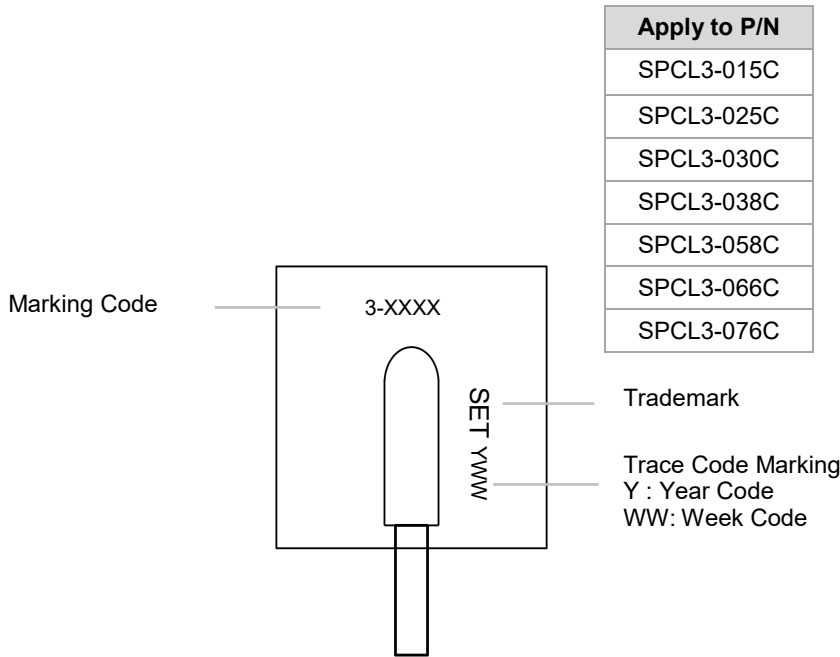 Apply to P/N
SPCL3-015C
SPCL3-025C
SPCL3-030C
SPCL3-038C
SPCL3-058C
SPCL3-066C
SPCL3-076C
Marking Code
3-XXXX
SET YWW
Trademark
Trace Code Marking
Y : Year Code
WW: Week Code